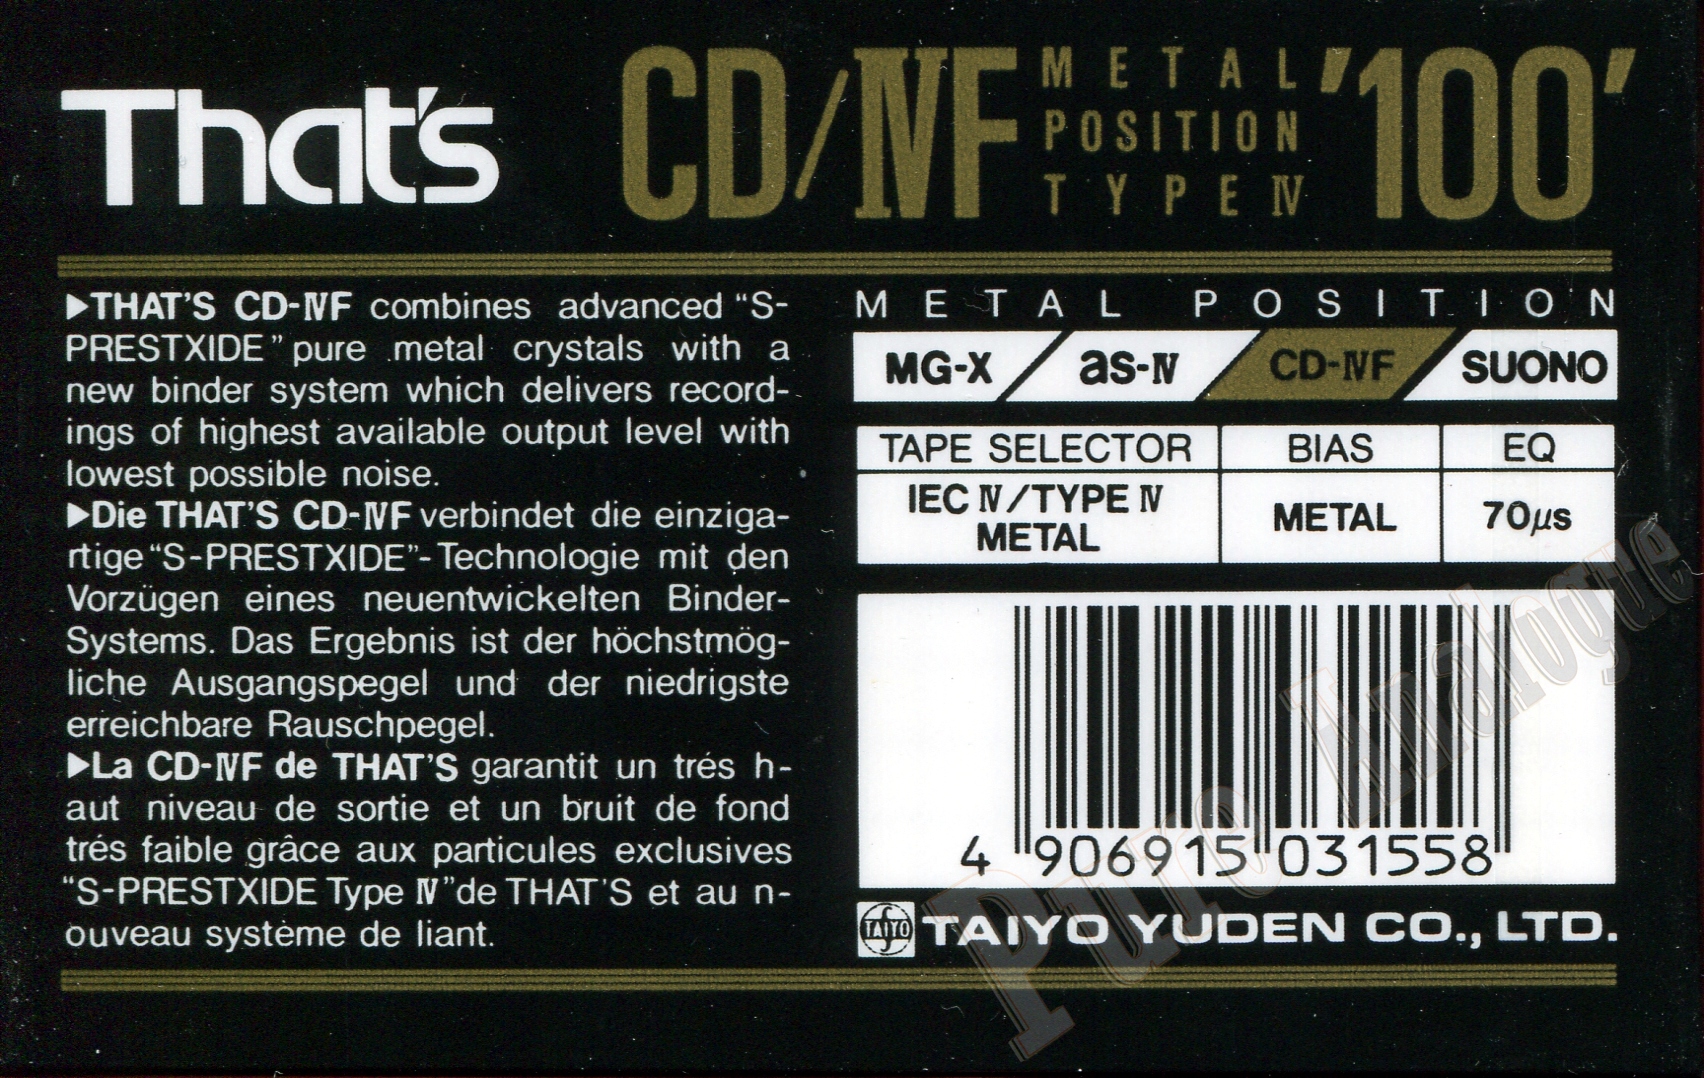 That's
CD/ⅣF
METAL
POSITION
TYPE Ⅳ
'100'
▶THAT'S CD-ⅣF combines advanced "S-
PRESTXIDE" pure metal crystals with a
new binder system which delivers record-
ings of highest available output level with
lowest possible noise.
▶Die THAT'S CD-ⅣF verbindet die einziga-
rtige "S-PRESTXIDE"-Technologie mit den
Vorzügen eines neuentwickelten Binder-
Systems. Das Ergebnis ist der höchstmög-
liche Ausgangspegel und der niedrigste
erreichbare Rauschpegel.
▶La CD-ⅣF de THAT'S garantit un trés h-
aut niveau de sortie et un bruit de fond
trés faible grâce aux particules exclusives
"S-PRESTXIDE Type Ⅳ" de THAT'S et au n-
ouveau système de liant.
METAL POSITION
MG-X as-Ⅳ CD-ⅣF SUONO
TAPE SELECTOR BIAS EQ
IEC Ⅳ/TYPE Ⅳ
METAL METAL 70μs
4 906915 031558
TAIYO
TAIYO YUDEN CO., LTD.
Pure Analogue